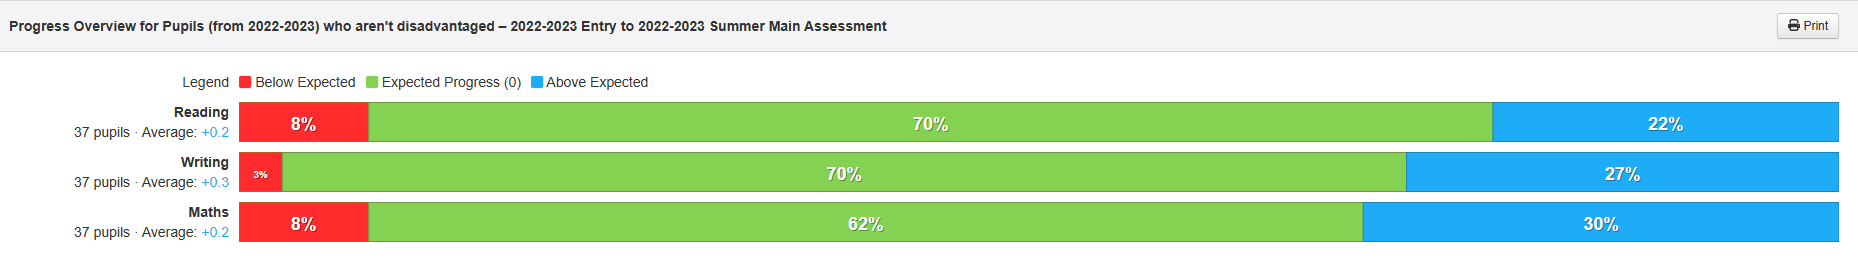 Progress Overview for Pupils (from 2022-2023) who aren't disadvantaged – 2022-2023 Entry to 2022-2023 Summer Main Assessment
Print
Legend Below Expected Expected Progress (0) Above Expected
Reading
37 pupils · Average: +0.2
8% 70% 22%
Writing
37 pupils · Average: +0.3
3% 70% 27%
Maths
37 pupils · Average: +0.2
8% 62% 30%